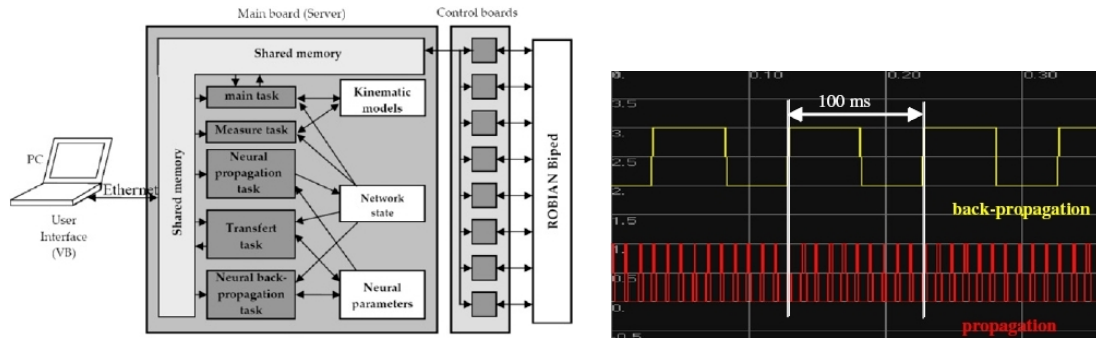 Main board (Server)
Control boards
Shared memory
Shared memory
main task
Kinematic
models
Measure task
Neural
propagation
task
Network
state
Transfert
task
Neural back-
propagation
task
Neural
parameters
PC
Ethernet
User
Interface
(VB)
ROBIAN Biped
0.
0.10
0.20
0.30
3.5
100 ms
3.
2.5
2.
back-propagation
1.5
1.0
0.5
0.
-0.5
propagation